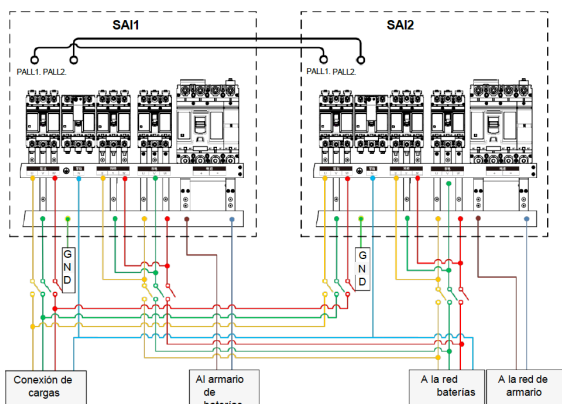 SAI1
SAI2
PALL1. PALL2.
PALL1. PALL2.
G
N
D
G
N
D
Conexión de
cargas
Al armario
de
baterias
A la red
baterías
A la red de
armario